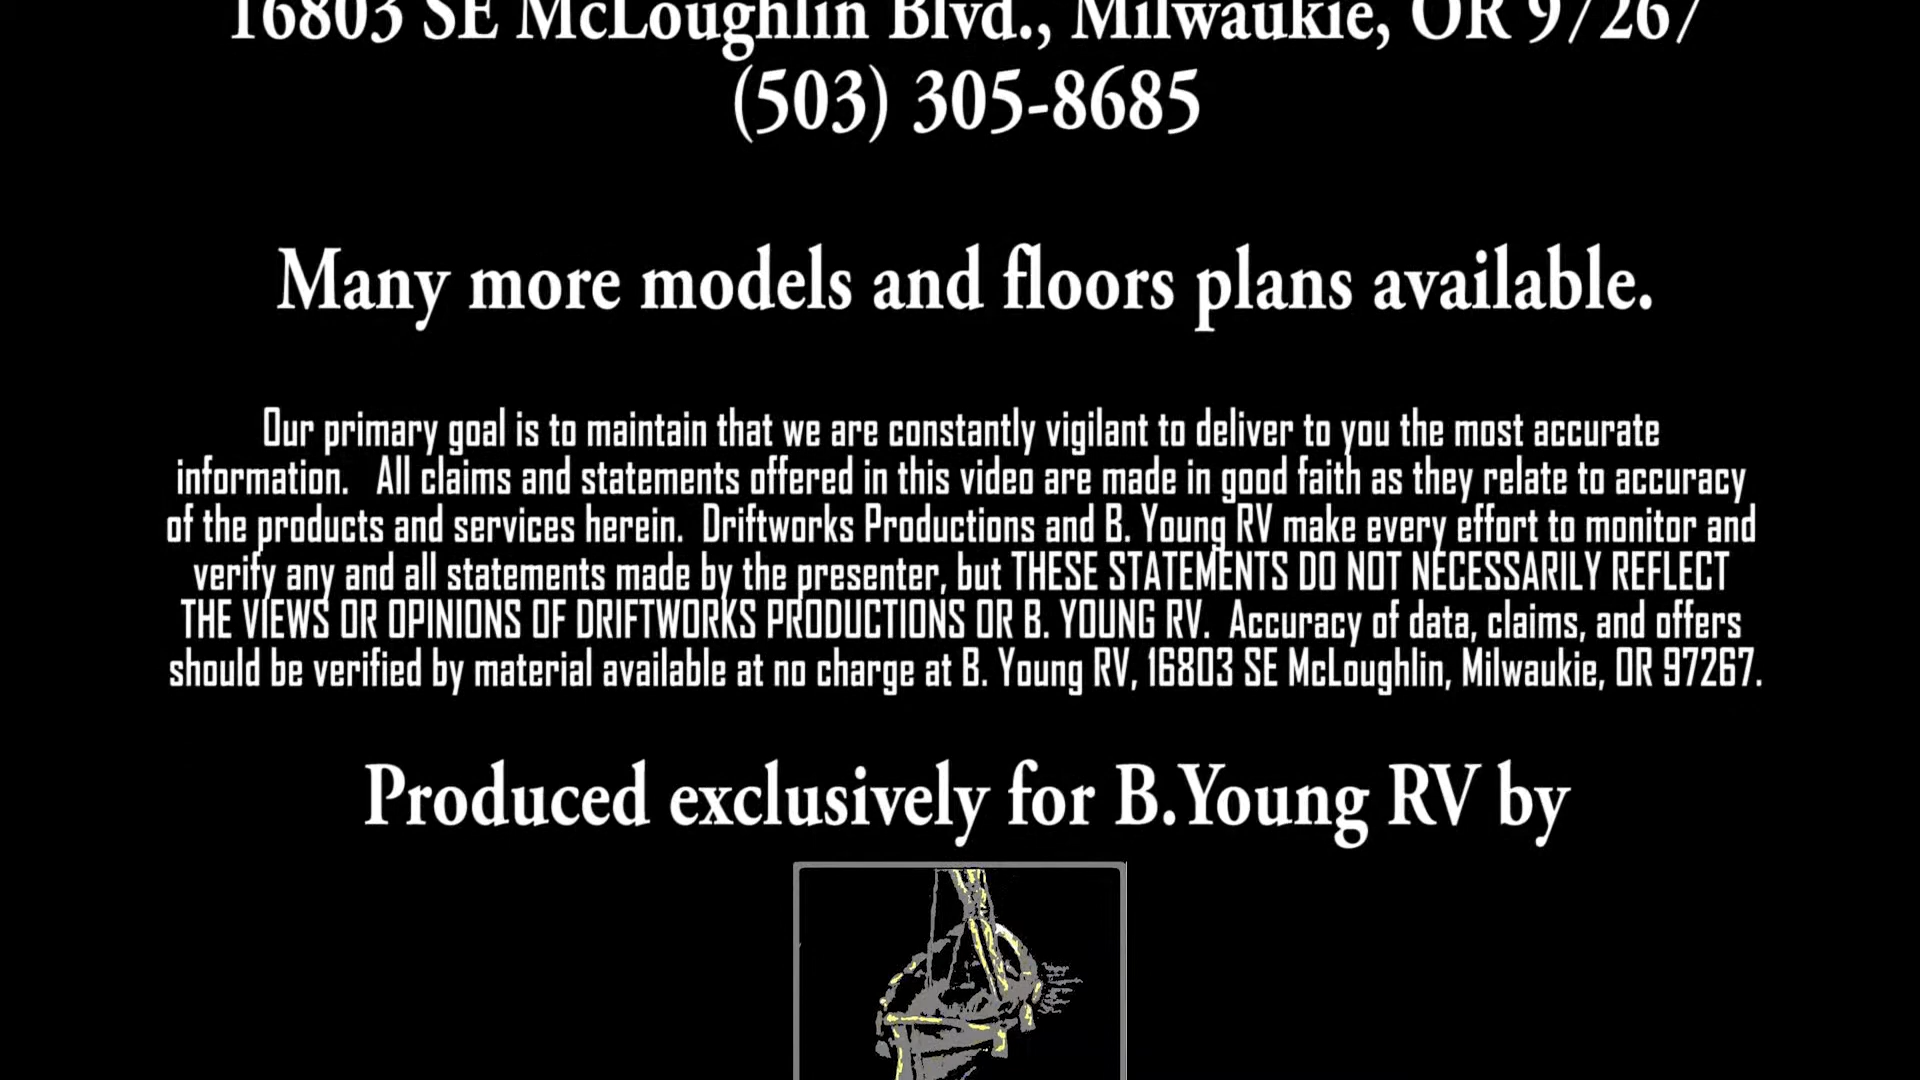 16803 SE McLoughlin Blvd., Milwaukie, OR 97267
(503) 305-8685
Many more models and floors plans available.
Our primary goal is to maintain that we are constantly vigilant to deliver to you the most accurate
information. All claims and statements offered in this video are made in good faith as they relate to accuracy
of the products and services herein. Driftworks Productions and B. Young RV make every effort to monitor and
verify any and all statements made by the presenter, but THESE STATEMENTS DO NOT NECESSARILY REFLECT
THE VIEWS OR OPINIONS OF DRIFTWORKS PRODUCTIONS OR B. YOUNG RV. Accuracy of data, claims, and offers
should be verified by material available at no charge at B. Young RV, 16803 SE McLoughlin, Milwaukie, OR 97267.
Produced exclusively for B.Young RV by